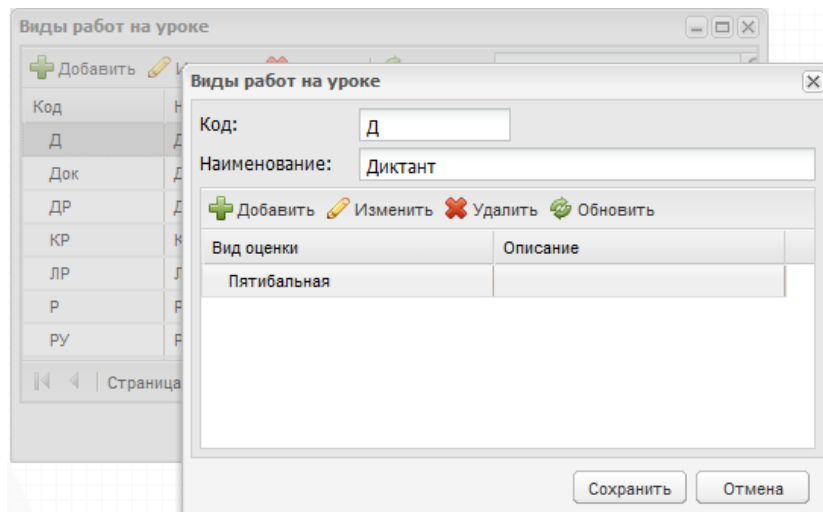 Виды работ на уроке
Добавить
Код
Д
Док
ДР
КР
ЛР
Р
РУ
Страница
Виды работ на уроке
Код: Д
Наименование: Диктант
Добавить Изменить Удалить Обновить
Вид оценки Описание
Пятибальная
Сохранить Отмена